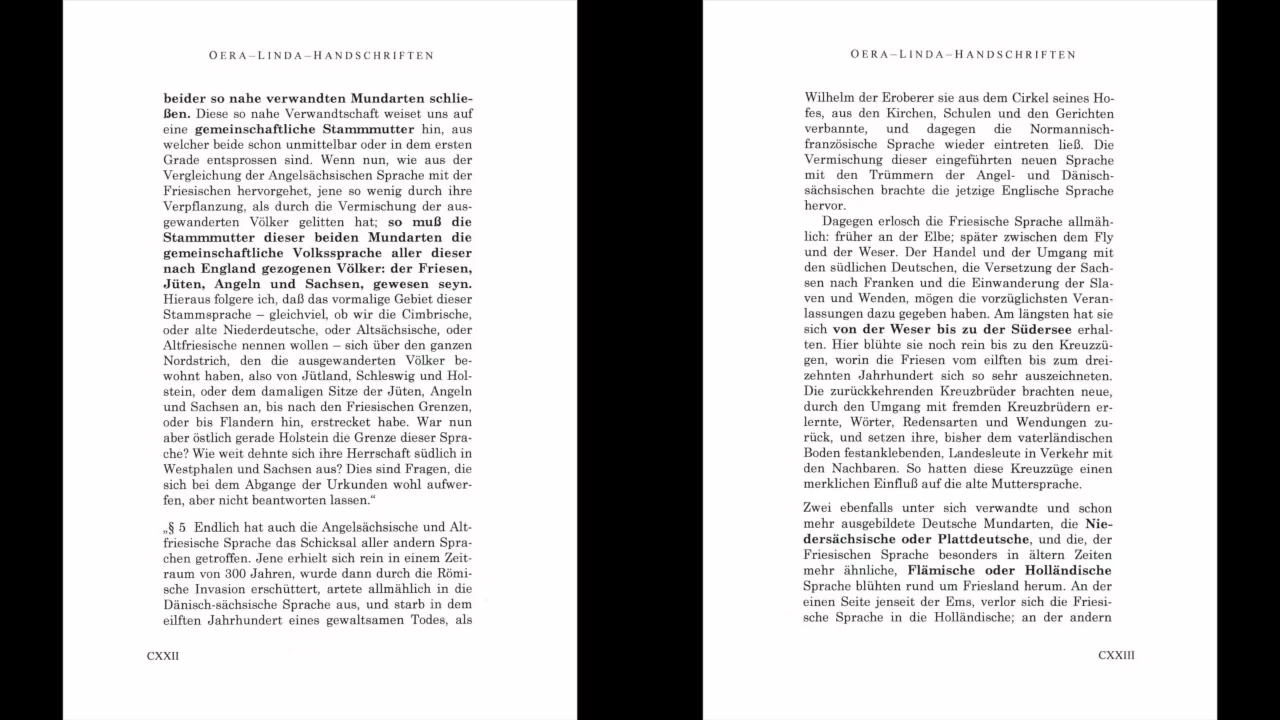 OERA–LINDA–HANDSCHRIFTEN
beider so nahe verwandten Mundarten schlie-
ßen. Diese so nahe Verwandtschaft weiset uns auf
eine gemeinschaftliche Stammmutter hin, aus
welcher beide schon unmittelbar oder in dem ersten
Grade entsprossen sind. Wenn nun, wie aus der
Vergleichung der Angelsächsischen Sprache mit der
Friesischen hervorgehet, jene so wenig durch ihre
Verpflanzung, als durch die Vermischung der aus-
gewanderten Völker gelitten hat; so muß die
Stammmutter dieser beiden Mundarten die
gemeinschaftliche Volkssprache aller dieser
nach England gezogenen Völker: der Friesen,
Jüten, Angeln und Sachsen, gewesen seyn.
Hieraus folgere ich, daß das vormalige Gebiet dieser
Stammsprache – gleichviel, ob wir die Cimbrische,
oder alte Niederdeutsche, oder Altsächsische, oder
Altfriesische nennen wollen – sich über den ganzen
Nordstrich, den die ausgewanderten Völker be-
wohnt haben, also von Jütland, Schleswig und Hol-
stein, oder dem damaligen Sitze der Jüten, Angeln
und Sachsen an, bis nach den Friesischen Grenzen,
oder bis Flandern hin, erstrecket habe. War nun
aber östlich gerade Holstein die Grenze dieser Spra-
che? Wie weit dehnte sich ihre Herrschaft südlich in
Westphalen und Sachsen aus? Dies sind Fragen, die
sich bei dem Abgange der Urkunden wohl aufwer-
fen, aber nicht beantworten lassen.“
„§ 5 Endlich hat auch die Angelsächsische und Alt-
friesische Sprache das Schicksal aller andern Spra-
chen getroffen. Jene erhielt sich rein in einem Zeit-
raum von 300 Jahren, wurde dann durch die Römi-
sche Invasion erschüttert, artete allmählich in die
Dänisch-sächsische Sprache aus, und starb in dem
eilften Jahrhundert eines gewaltsamen Todes, als
CXXII
OERA–LINDA–HANDSCHRIFTEN
Wilhelm der Eroberer sie aus dem Cirkel seines Ho-
fes, aus den Kirchen, Schulen und den Gerichten
verbannte, und dagegen die Normannisch-
französische Sprache wieder eintreten ließ. Die
Vermischung dieser eingeführten neuen Sprache
mit den Trümmern der Angel- und Dänisch-
sächsischen brachte die jetzige Englische Sprache
hervor.
Dagegen erlosch die Friesische Sprache allmäh-
lich: früher an der Elbe; später zwischen dem Fly
und der Weser. Der Handel und der Umgang mit
den südlichen Deutschen, die Versetzung der Sach-
sen nach Franken und die Einwanderung der Sla-
ven und Wenden, mögen die vorzüglichsten Veran-
lassungen dazu gegeben haben. Am längsten hat sie
sich von der Weser bis zu der Südersee erhal-
ten. Hier blühte sie noch rein bis zu den Kreuzzü-
gen, worin die Friesen vom eilften bis zum drei-
zehnten Jahrhundert sich so sehr auszeichneten.
Die zurückkehrenden Kreuzbrüder brachten neue,
durch den Umgang mit fremden Kreuzbrüdern er-
lernte, Wörter, Redensarten und Wendungen zu-
rück, und setzen ihre, bisher dem vaterländischen
Boden festanklebenden, Landesleute in Verkehr mit
den Nachbaren. So hatten diese Kreuzzüge einen
merklichen Einfluß auf die alte Muttersprache.
Zwei ebenfalls unter sich verwandte und schon
mehr ausgebildete Deutsche Mundarten, die Nie-
dersächsische oder Plattdeutsche, und die, der
Friesischen Sprache besonders in ältern Zeiten
mehr ähnliche, Flämische oder Holländische
Sprache blühten rund um Friesland herum. An der
einen Seite jenseit der Ems, verlor sich die Friesi-
sche Sprache in die Holländische; an der andern
CXXIII